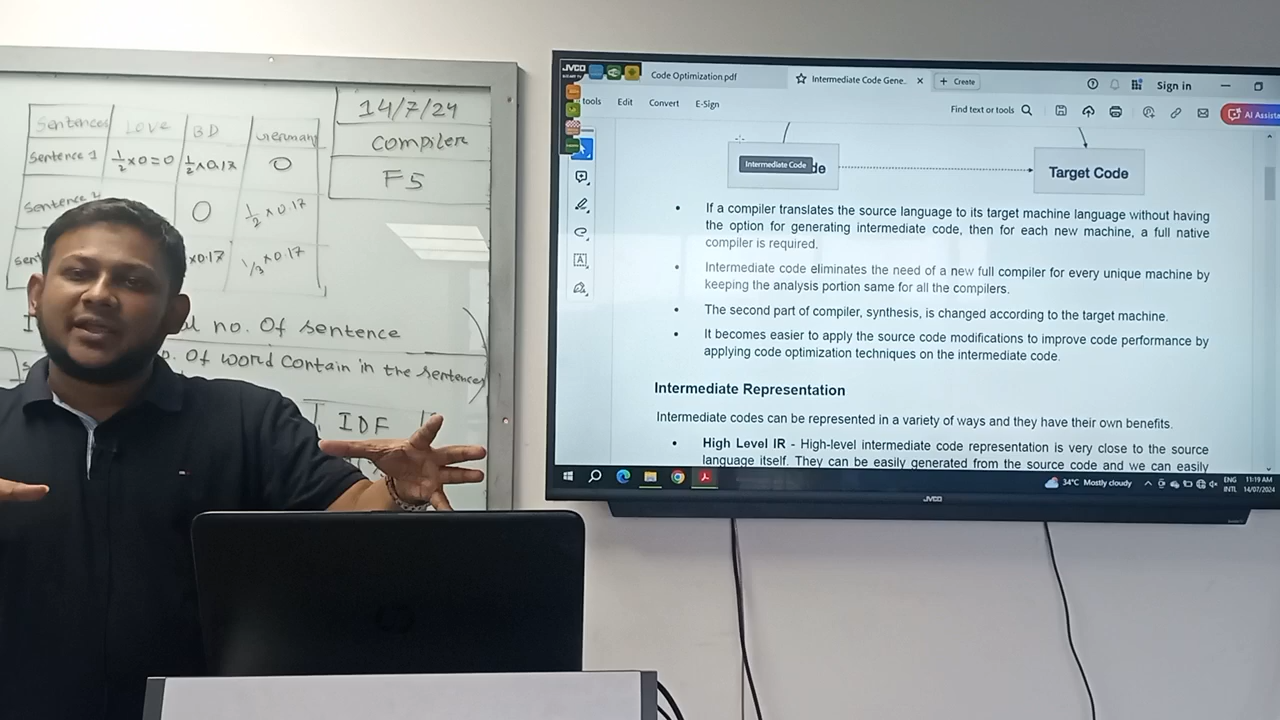 Sentences LOVE BD Germany
Sentence 1 1/2×0=0 1/2×0.17 0
Sentence 0 1/2×0.17
sent ×0.17 1/3×0.17
14/7/24
Compiler
F5
no. Of sentence
Of word contain in the sentences
IDF
JVCO
Code Optimization.pdf
Intermediate Code Gene..
+ Create
Sign in
tools Edit Convert E-Sign
Find text or tools
AI Assista
Intermediate Code
de
Target Code
• If a compiler translates the source language to its target machine language without having
the option for generating intermediate code, then for each new machine, a full native
compiler is required.
• Intermediate code eliminates the need of a new full compiler for every unique machine by
keeping the analysis portion same for all the compilers.
• The second part of compiler, synthesis, is changed according to the target machine.
• It becomes easier to apply the source code modifications to improve code performance by
applying code optimization techniques on the intermediate code.
Intermediate Representation
Intermediate codes can be represented in a variety of ways and they have their own benefits.
• High Level IR - High-level intermediate code representation is very close to the source
language itself. They can be easily generated from the source code and we can easily
34°C Mostly cloudy
ENG
INTL
11:19 AM
14/07/2024
JVCO